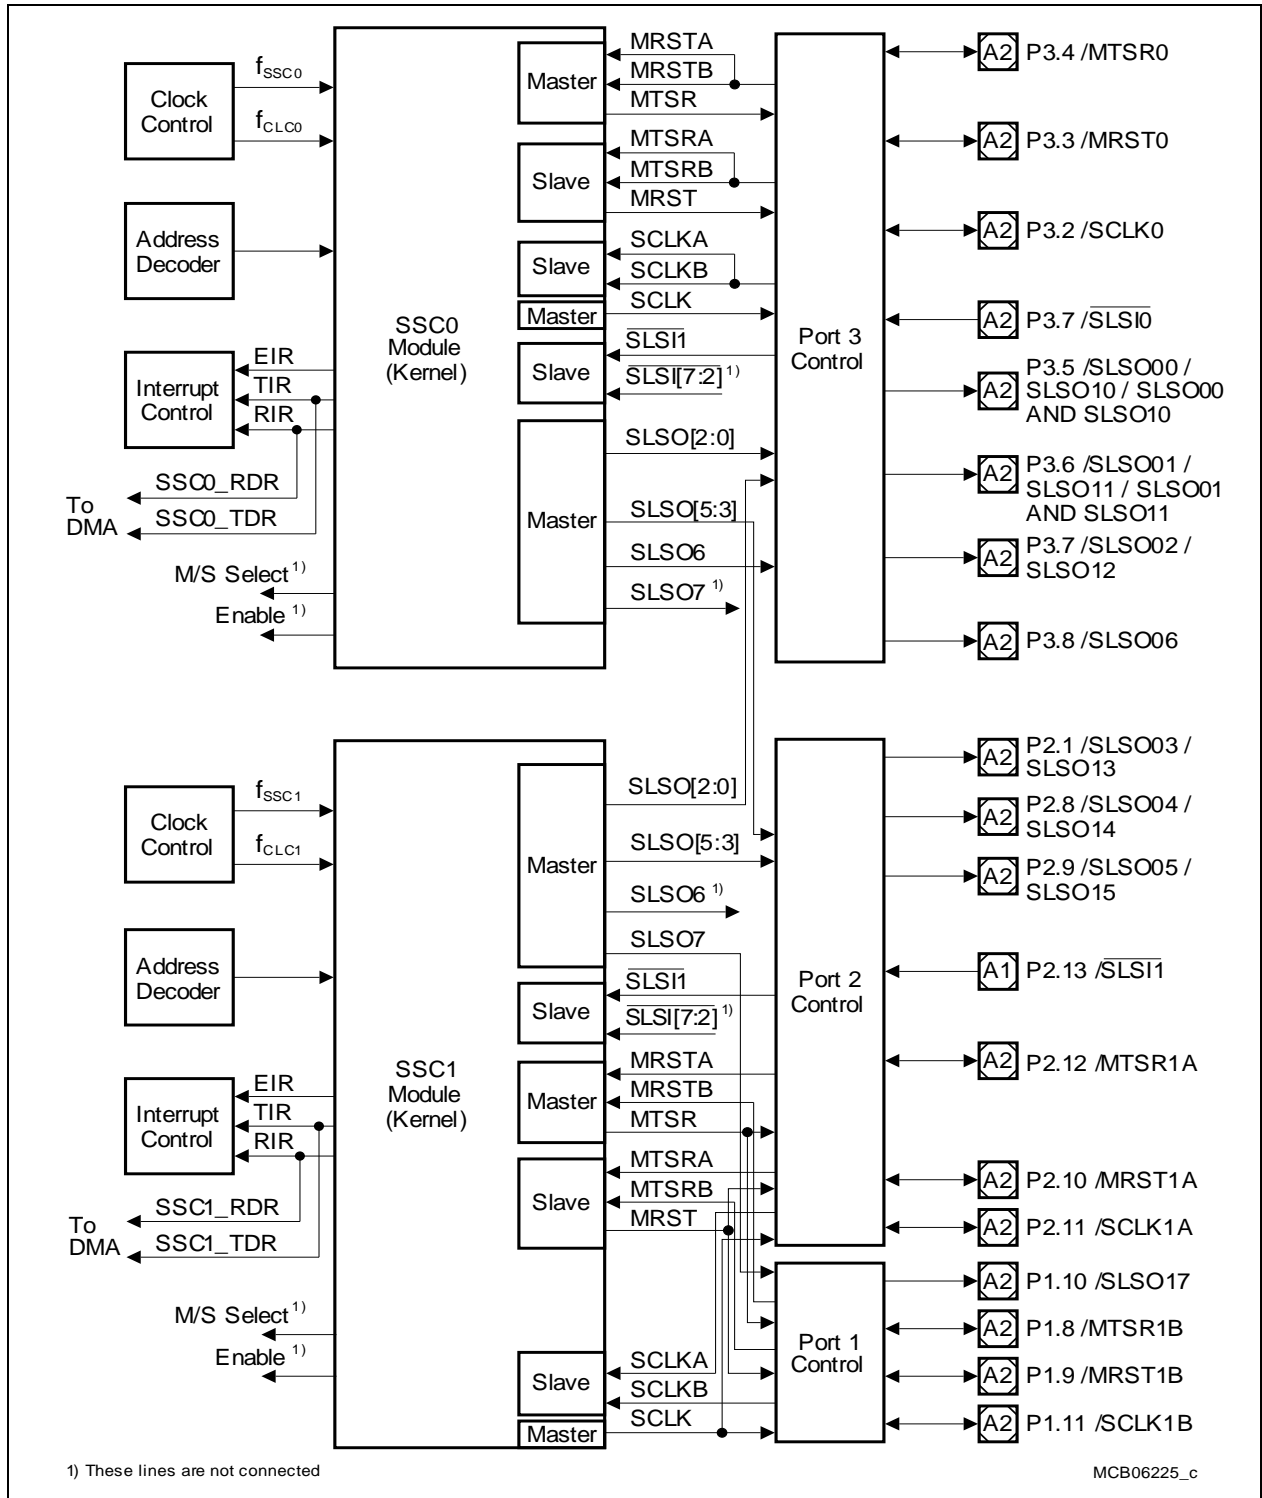 Clock
Control
fSSC0
fCLC0
Address
Decoder
Interrupt
Control
EIR
TIR
RIR
To
DMA
SSC0_RDR
SSC0_TDR
M/S Select 1)
Enable 1)
SSC0
Module
(Kernel)
Master
MRSTA
MRSTB
MTSR
Slave
MTSRA
MTSRB
MRST
Slave
SCLKA
SCLKB
Master
SCLK
Slave
SLSI1
SLSI[7:2] 1)
Master
SLSO[2:0]
SLSO[5:3]
SLSO6
SLSO7 1)
Port 3
Control
A2 P3.4 /MTSR0
A2 P3.3 /MRST0
A2 P3.2 /SCLK0
A2 P3.7 /SLSI0
A2 P3.5 /SLSO00 /
SLSO10 / SLSO00
AND SLSO10
A2 P3.6 /SLSO01 /
SLSO11 / SLSO01
AND SLSO11
A2 P3.7 /SLSO02 /
SLSO12
A2 P3.8 /SLSO06
Clock
Control
fSSC1
fCLC1
Address
Decoder
Interrupt
Control
EIR
TIR
RIR
To
DMA
SSC1_RDR
SSC1_TDR
M/S Select 1)
Enable 1)
SSC1
Module
(Kernel)
Master
SLSO[2:0]
SLSO[5:3]
SLSO6 1)
SLSO7
Slave
SLSI1
SLSI[7:2] 1)
Master
MRSTA
MRSTB
MTSR
Slave
MTSRA
MTSRB
MRST
Slave
SCLKA
SCLKB
Master
SCLK
Port 2
Control
Port 1
Control
A2 P2.1 /SLSO03 /
SLSO13
A2 P2.8 /SLSO04 /
SLSO14
A2 P2.9 /SLSO05 /
SLSO15
A1 P2.13 /SLSI1
A2 P2.12 /MTSR1A
A2 P2.10 /MRST1A
A2 P2.11 /SCLK1A
A2 P1.10 /SLSO17
A2 P1.8 /MTSR1B
A2 P1.9 /MRST1B
A2 P1.11 /SCLK1B
1) These lines are not connected
MCB06225_c